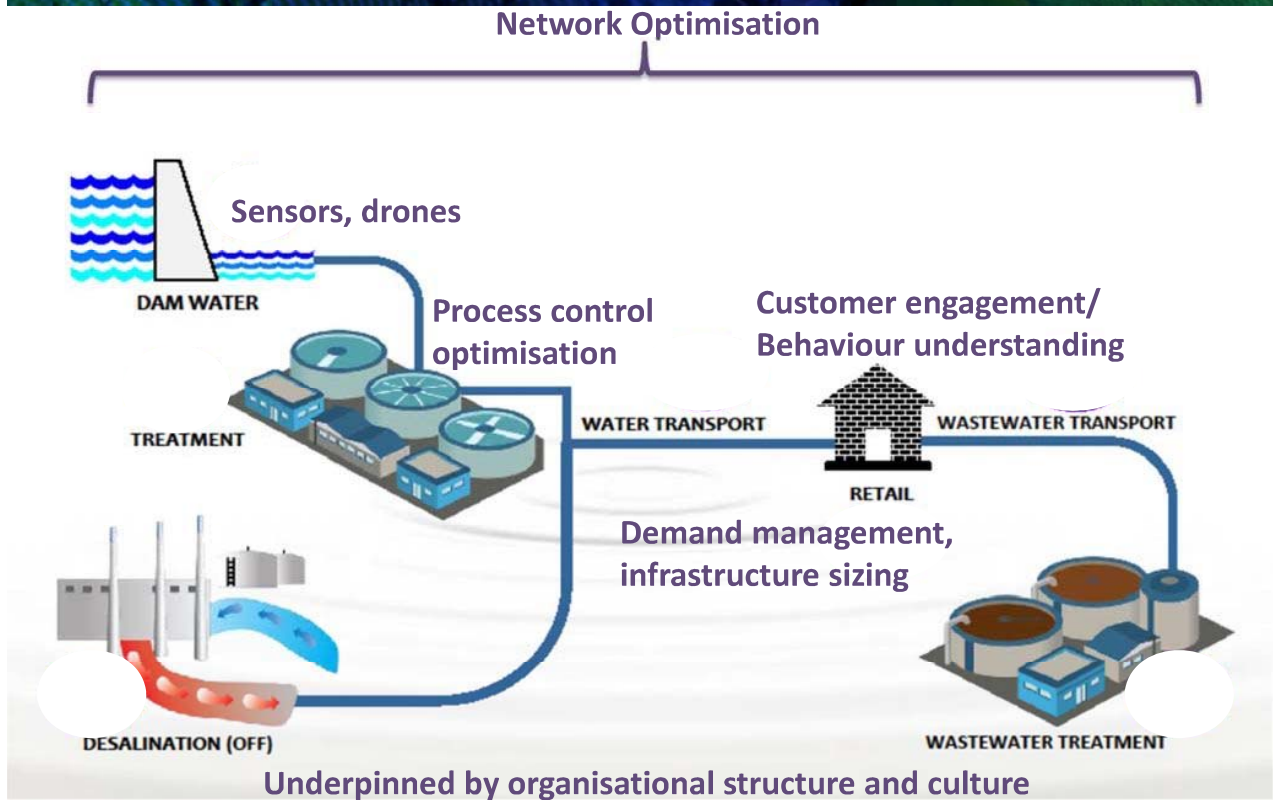 Network Optimisation
Sensors, drones
DAM WATER
Process control
optimisation
Customer engagement/
Behaviour understanding
TREATMENT
WATER TRANSPORT
WASTEWATER TRANSPORT
RETAIL
Demand management,
infrastructure sizing
DESALINATION (OFF)
WASTEWATER TREATMENT
Underpinned by organisational structure and culture